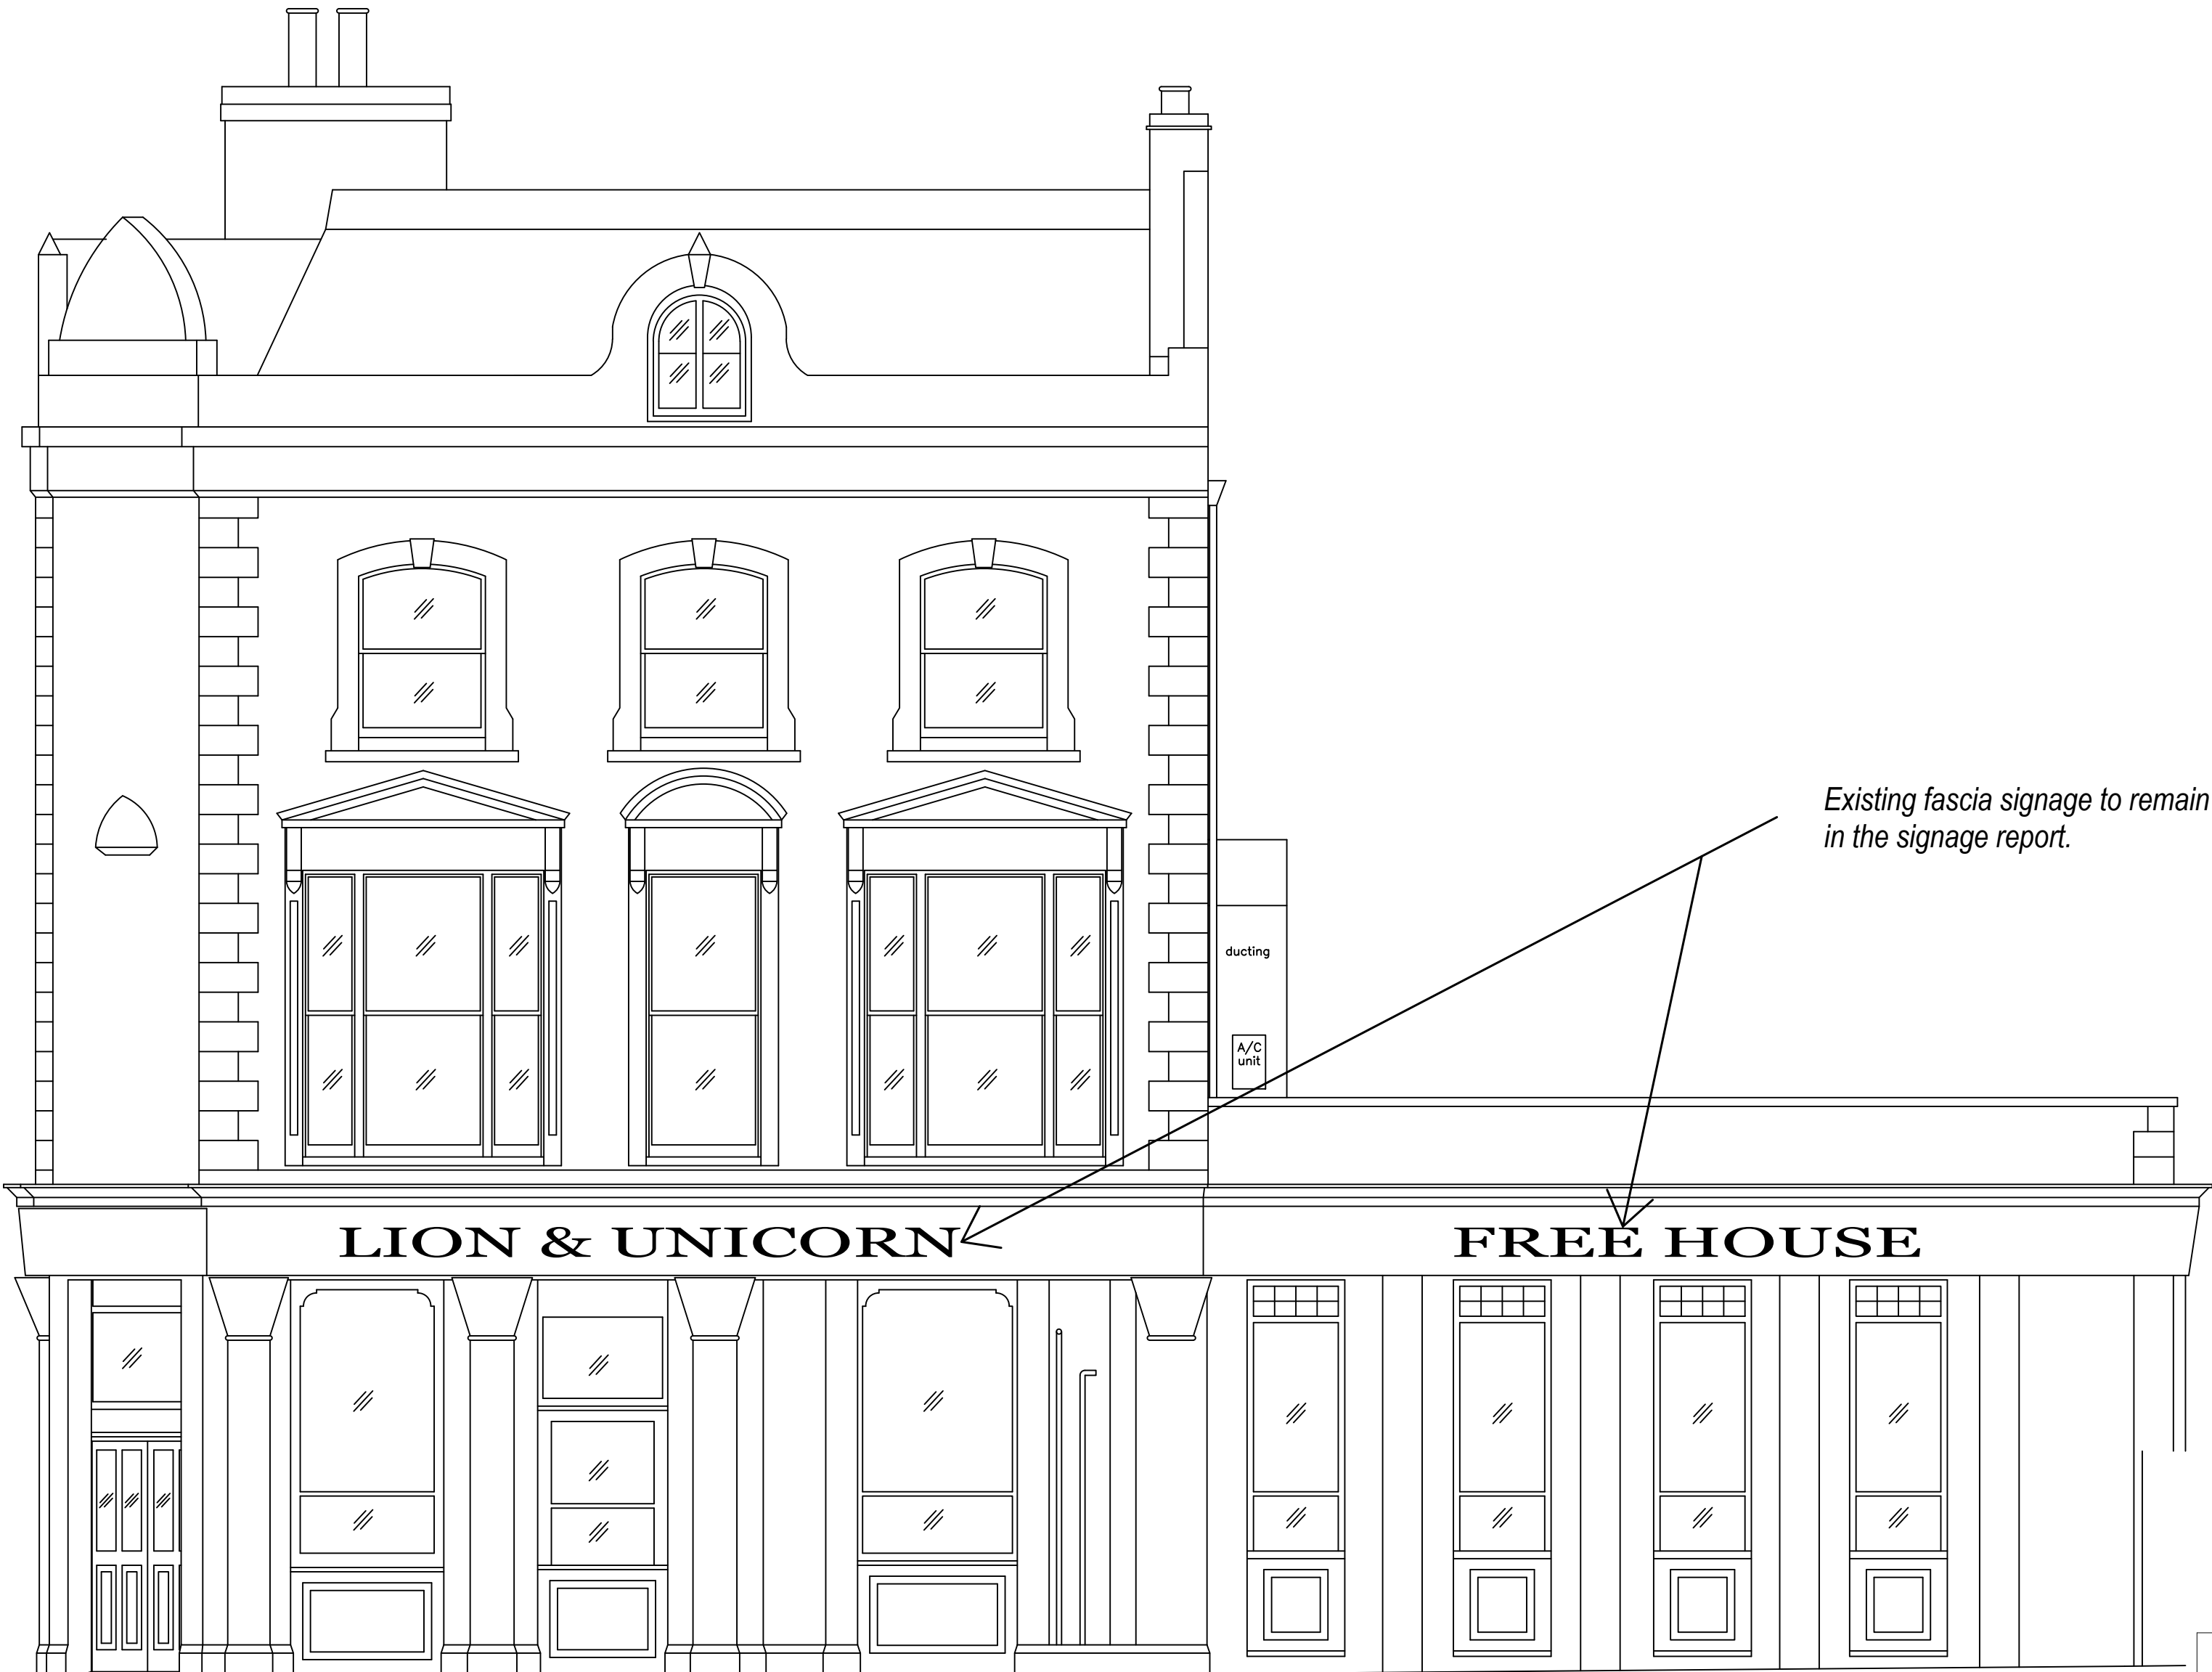 Existing fascia signage to remain
in the signage report.
ducting
A/C
unit
LION & UNICORN
FREE HOUSE